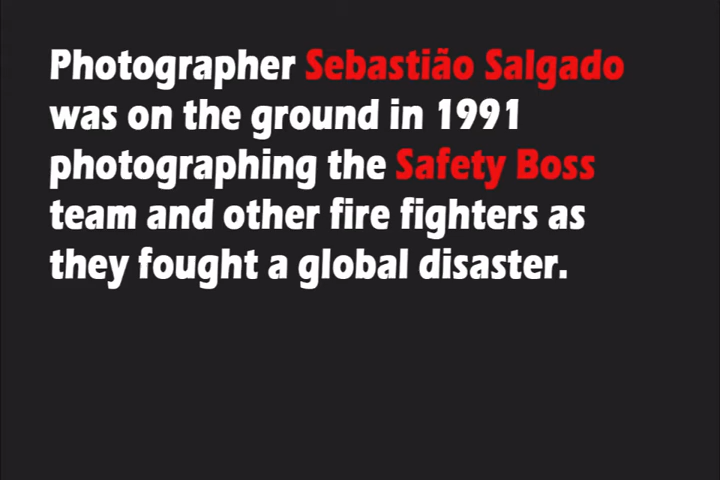 Photographer Sebastião Salgado
was on the ground in 1991
photographing the Safety Boss
team and other fire fighters as
they fought a global disaster.